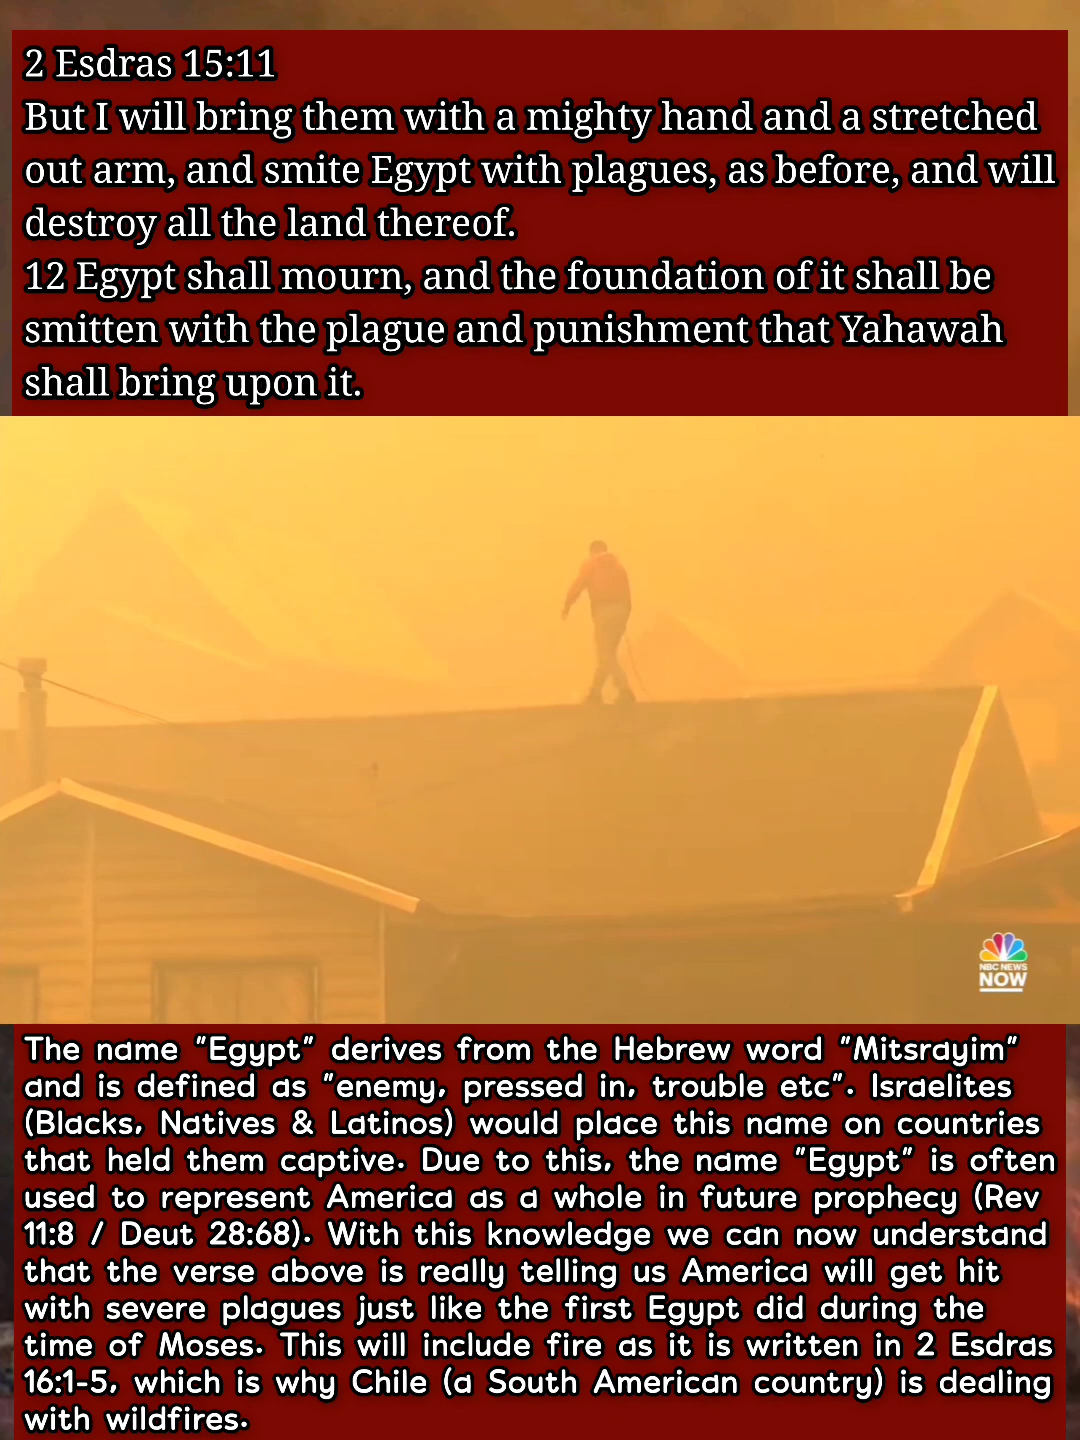 2 Esdras 15:11
But I will bring them with a mighty hand and a stretched
out arm, and smite Egypt with plagues, as before, and will
destroy all the land thereof.
12 Egypt shall mourn, and the foundation of it shall be
smitten with the plague and punishment that Yahawah
shall bring upon it.
NBC NEWS
NOW
The name "Egypt" derives from the Hebrew word "Mitsrayim"
and is defined as "enemy, pressed in, trouble etc". Israelites
(Blacks, Natives & Latinos) would place this name on countries
that held them captive. Due to this, the name "Egypt" is often
used to represent America as a whole in future prophecy (Rev
11:8 / Deut 28:68). With this knowledge we can now understand
that the verse above is really telling us America will get hit
with severe plagues just like the first Egypt did during the
time of Moses. This will include fire as it is written in 2 Esdras
16:1-5, which is why Chile (a South American country) is dealing
with wildfires.